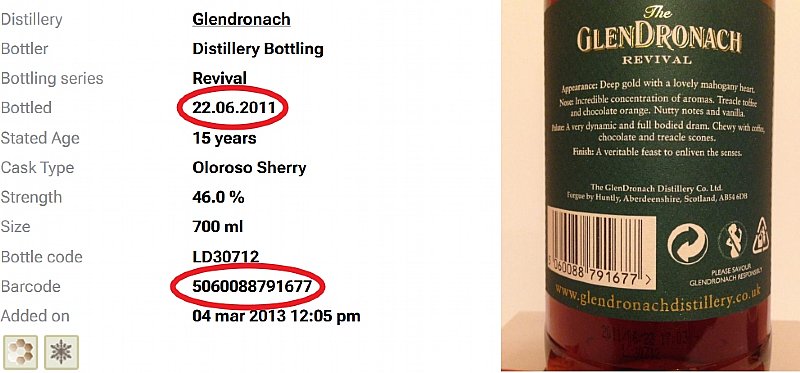 Distillery Glendronach
Bottler Distillery Bottling
Bottling series Revival
Bottled 22.06.2011
Stated Age 15 years
Cask Type Oloroso Sherry
Strength 46.0 %
Size 700 ml
Bottle code LD30712
Barcode 5060088791677
Added on 04 mar 2013 12:05 pm
The
GLENDRONACH
REVIVAL
Appearance: Deep gold with a lovely mahogany heart.
Nose: Incredible concentration of aromas. Treacle toffee
and chocolate orange. Nutty notes and vanilla.
Palate: A very dynamic and full bodied dram. Chewy with coffee,
chocolate and treacle scones.
Finish: A veritable feast to enliven the senses.
The GlenDronach Distillery Co. Ltd.
Forgue by Huntly, Aberdeenshire, Scotland, AB54 6DB
5 060088 791677 >
PLEASE SAVOUR
GLENDRONACH RESPONSIBLY
www.glendronachdistillery.co.uk